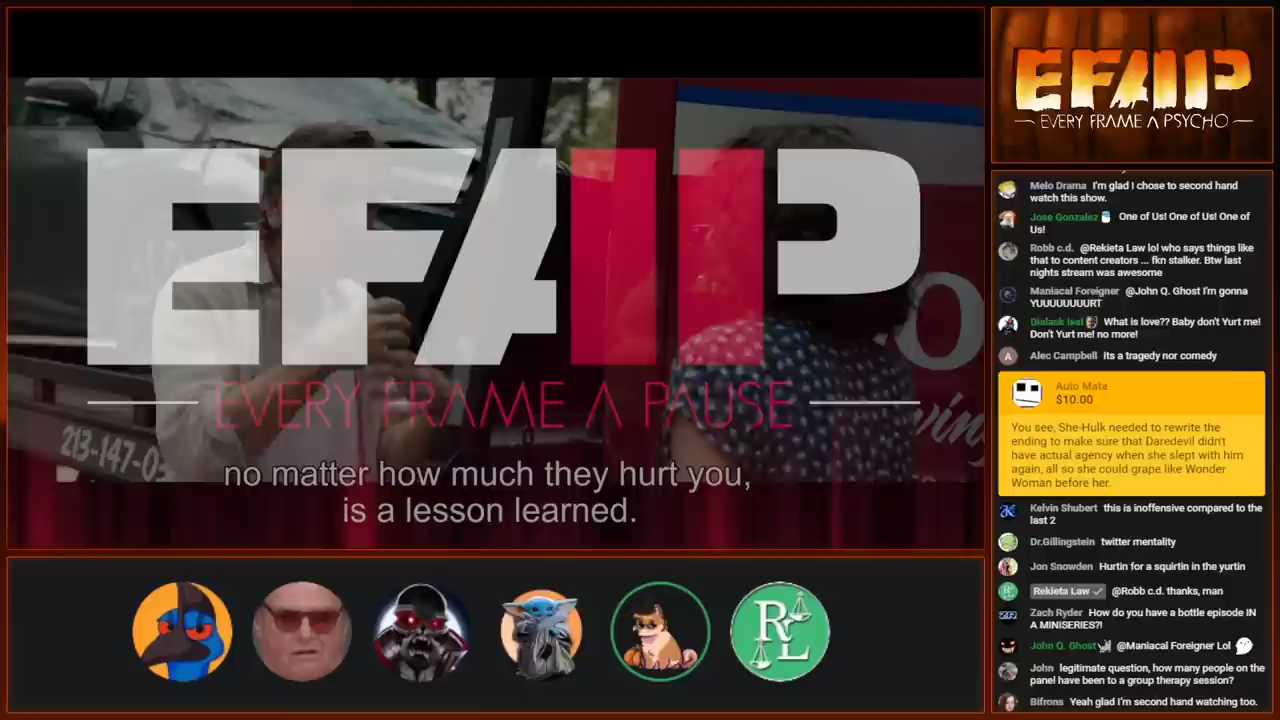 EFAIIP
EVERY FRAME A PAUSE
213-147-0
O
vin
no matter how much they hurt you,
is a lesson learned.
EFAIIP
EVERY FRAME A PSYCHO
Melo Drama I'm glad I chose to second hand
watch this show.
Jose Gonzalez One of Us! One of Us! One of
Us!
Robb c.d. @Rekieta Law lol who says things like
that to content creators ... fkn stalker. Btw last
nights stream was awesome
Maniacal Foreigner @John Q. Ghost I'm gonna
YUUUUUUUURT
What is love?? Baby don't Yurt me!
Don't Yurt me! no more!
A Alec Campbell its a tragedy nor comedy
Auto Mata
$10.00
You see, She-Hulk needed to rewrite the
ending to make sure that Daredevil didn't
have actual agency when she slept with him
again, all so she could grape like Wonder
Woman before her.
Kelvin Shubert this is inoffensive compared to the
last 2
Dr.Gillingstein twitter mentality
Jon Snowden Hurtin for a squirtin in the yurtin
Rekieta Law @Robb c.d. thanks, man
Zach Ryder How do you have a bottle episode IN
A MINISERIES?!
John Q. Ghost @Maniacal Foreigner Lol
John legitimate question, how many people on the
panel have been to a group therapy session?
Bifrons Yeah glad I'm second hand watching too.
RL